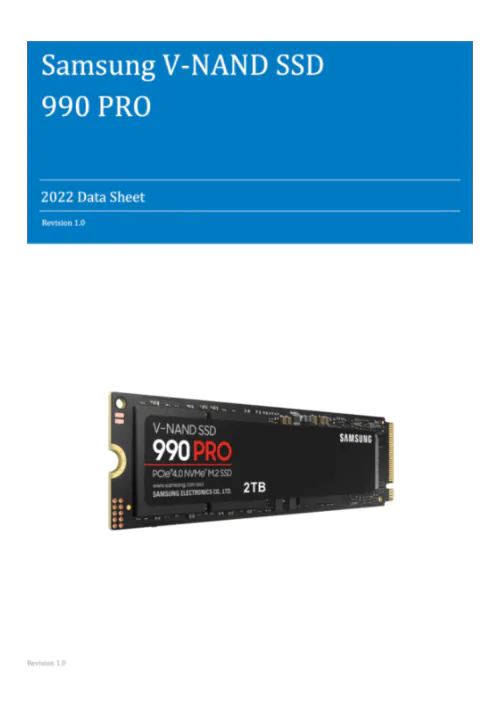 Samsung V-NAND SSD
990 PRO
2022 Data Sheet
Revision 1.0
V-NAND SSD
990 PRO
PCIe® 4.0 NVMe™ M.2 SSD
www.samsung.com/ssd
SAMSUNG ELECTRONICS CO., LTD.
2TB
SAMSUNG
Revision 1.0